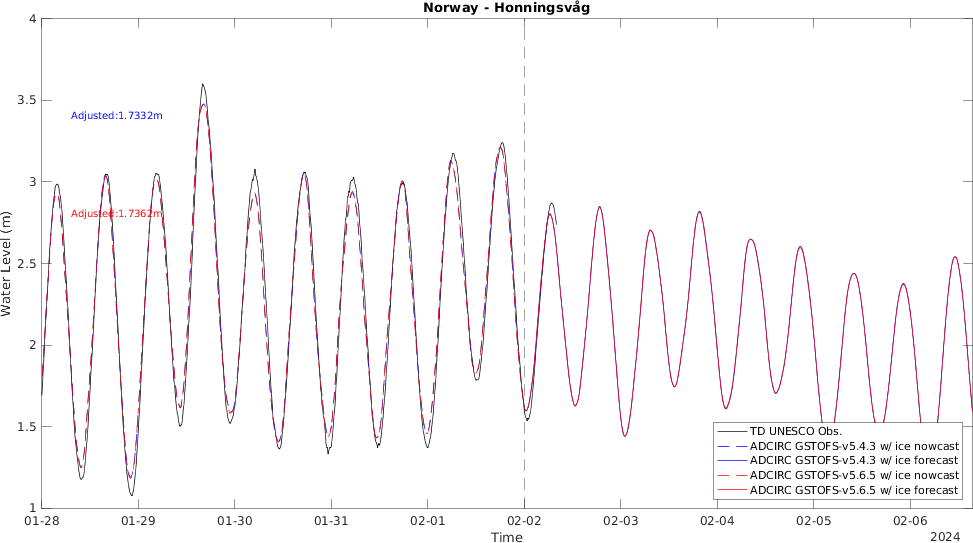 Norway - Honningsvåg
Water Level (m)
4
3.5
3
2.5
2
1.5
1
Adjusted:1.7332m
Adjusted:1.7362m
TD UNESCO Obs.
ADCIRC GSTOFS-v5.4.3 w/ ice nowcast
ADCIRC GSTOFS-v5.4.3 w/ ice forecast
ADCIRC GSTOFS-v5.6.5 w/ ice nowcast
ADCIRC GSTOFS-v5.6.5 w/ ice forecast
01-28 01-29 01-30 01-31 02-01 02-02 02-03 02-04 02-05 02-06
Time
2024